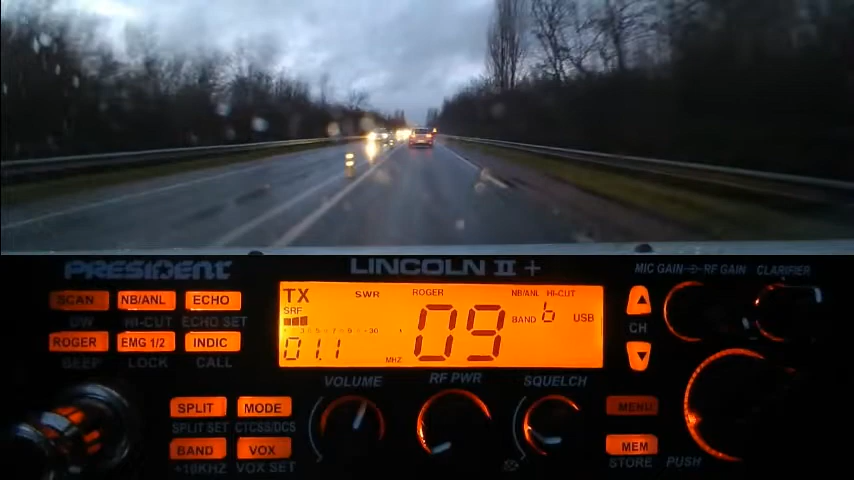 PRESIDENT
LINCOLN II +
MIC GAIN RF GAIN CLARIFIER
SCAN NB/ANL ECHO
DW HI-CUT ECHO SET
ROGER EMG 1/2 INDIC
BEEP LOCK CALL
TX SWR ROGER NB/ANL HI-CUT
SRF
09 BAND 6 USB
01.1 MHZ
CH
VOLUME RF PWR SQUELCH
SPLIT MODE MENU
SPLIT SET CTCSS/DCS
BAND VOX MEM
+10KHZ VOX SET STORE PUSH